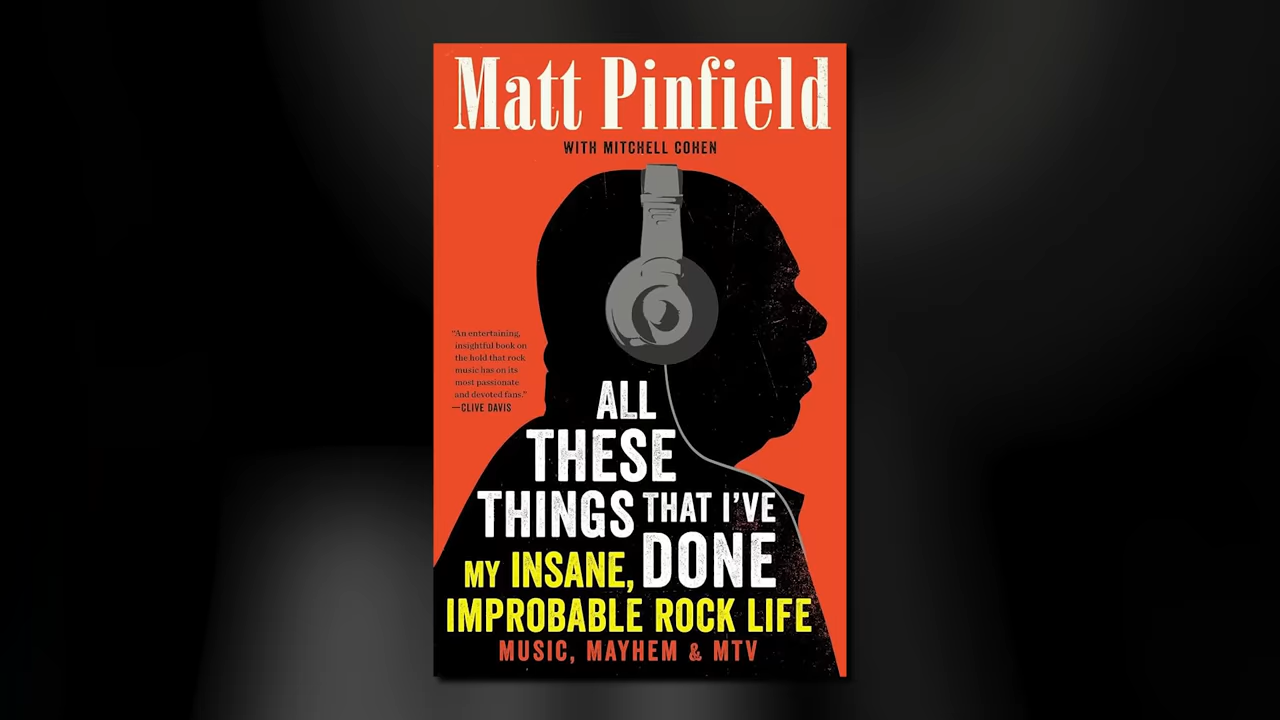 Matt Pinfield
WITH MITCHELL COHEN
“An entertaining,
insightful book on
the hold that rock
music has on its
most passionate
and devoted fans.”
—CLIVE DAVIS
ALL
THESE
THINGS THAT I'VE
DONE
MY INSANE,
IMPROBABLE ROCK LIFE
MUSIC, MAYHEM & MTV